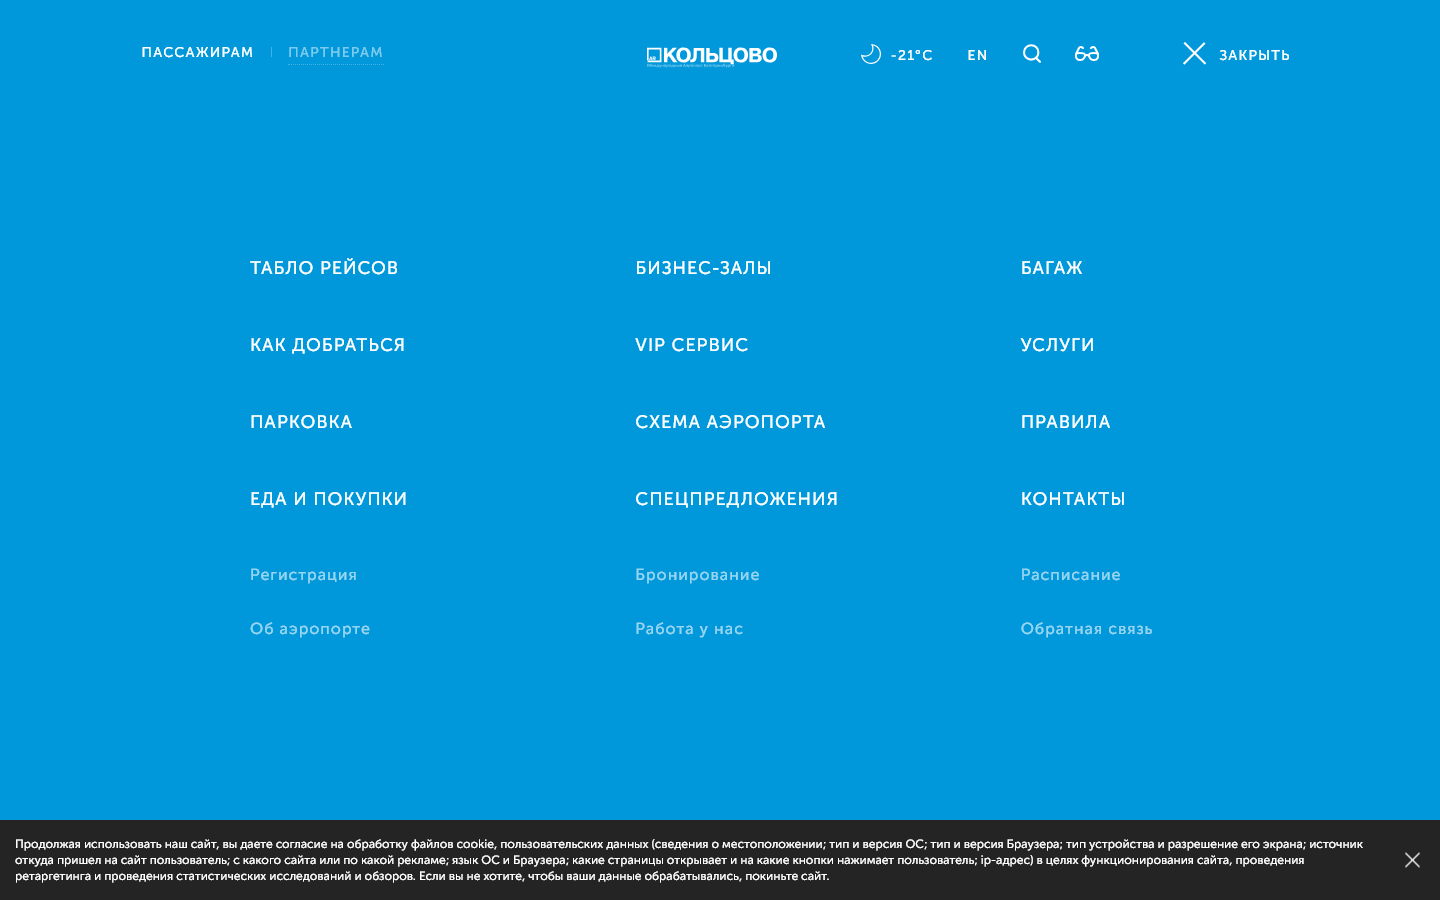 ПАССАЖИРАМ
ПАРТНЕРАМ
КОЛЬЦОВО
-21°C
EN
ЗАКРЫТЬ
ТАБЛО РЕЙСОВ
БИЗНЕС-ЗАЛЫ
БАГАЖ
КАК ДОБРАТЬСЯ
VIP СЕРВИС
УСЛУГИ
ПАРКОВКА
СХЕМА АЭРОПОРТА
ПРАВИЛА
ЕДА И ПОКУПКИ
СПЕЦПРЕДЛОЖЕНИЯ
КОНТАКТЫ
Регистрация
Бронирование
Расписание
Об аэропорте
Работа у нас
Обратная связь
Продолжая использовать наш сайт, вы даете согласие на обработку файлов cookie, пользовательских данных (сведения о местоположении; тип и версия ОС; тип и версия Браузера; тип устройства и разрешение его экрана; источник
откуда пришел на сайт пользователь; с какого сайта или по какой рекламе; язык ОС и Браузера; какие страницы открывает и на какие кнопки нажимает пользователь; ip-адрес) в целях функционирования сайта, проведения
ретаргетинга и проведения статистических исследований и обзоров. Если вы не хотите, чтобы ваши данные обрабатывались, покиньте сайт.